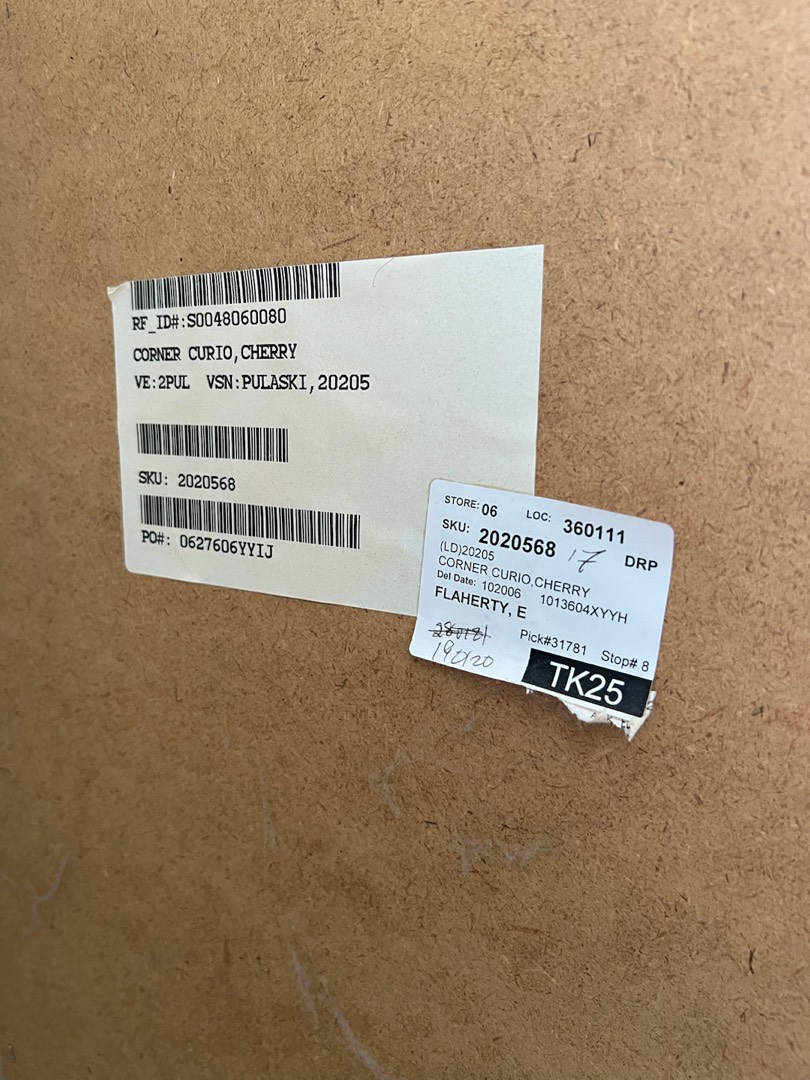 RF_ID#:S0048060080
CORNER CURIO,CHERRY
VE:2PUL VSN:PULASKI,20205
SKU: 2020568
PO#: 0627606YYIJ
STORE: 06 LOC: 360111
SKU: 2020568 17 DRP
(LD)20205
CORNER CURIO,CHERRY
Del Date: 102006 1013604XYYH
FLAHERTY, E
Pick#31781 Stop# 8
TK25